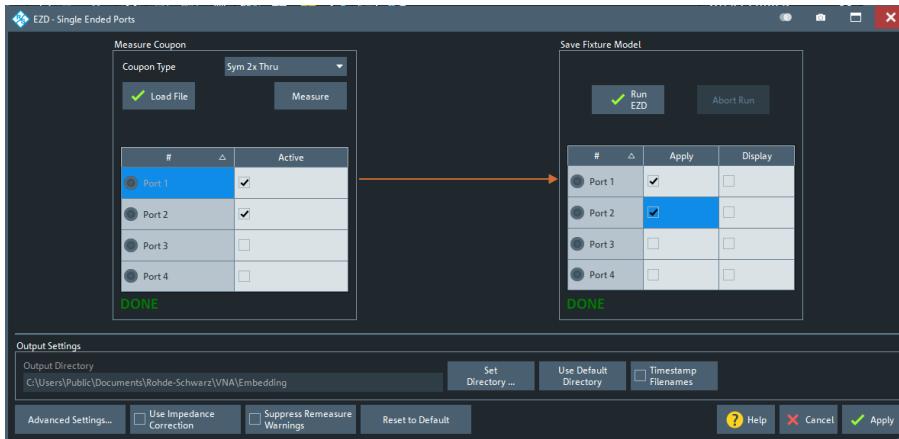 EZD - Single Ended Ports
Measure Coupon
Coupon Type
Sym 2x Thru
Load File
Measure
# Active
Port 1
Port 2
Port 3
Port 4
DONE
Save Fixture Model
Run
EZD
Abort Run
# Apply Display
Port 1
Port 2
Port 3
Port 4
DONE
Output Settings
Output Directory
C:\Users\Public\Documents\Rohde-Schwarz\VNA\Embedding
Set
Directory ...
Use Default
Directory
Timestamp
Filenames
Advanced Settings...
Use Impedance
Correction
Suppress Remeasure
Warnings
Reset to Default
? Help
Cancel
Apply